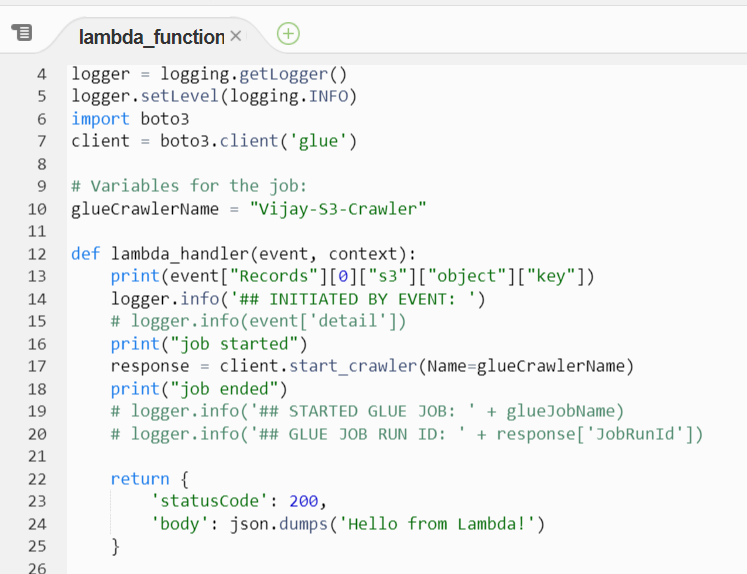 lambda_function
4 logger = logging.getLogger()
5 logger.setLevel(logging.INFO)
6 import boto3
7 client = boto3.client('glue')
8
9 # Variables for the job:
10 glueCrawlerName = "Vijay-S3-Crawler"
11
12 def lambda_handler(event, context):
13     print(event["Records"][0]["s3"]["object"]["key"])
14     logger.info('## INITIATED BY EVENT: ')
15     # logger.info(event['detail'])
16     print("job started")
17     response = client.start_crawler(Name=glueCrawlerName)
18     print("job ended")
19     # logger.info('## STARTED GLUE JOB: ' + glueJobName)
20     # logger.info('## GLUE JOB RUN ID: ' + response['JobRunId'])
21
22     return {
23         'statusCode': 200,
24         'body': json.dumps('Hello from Lambda!')
25     }
26